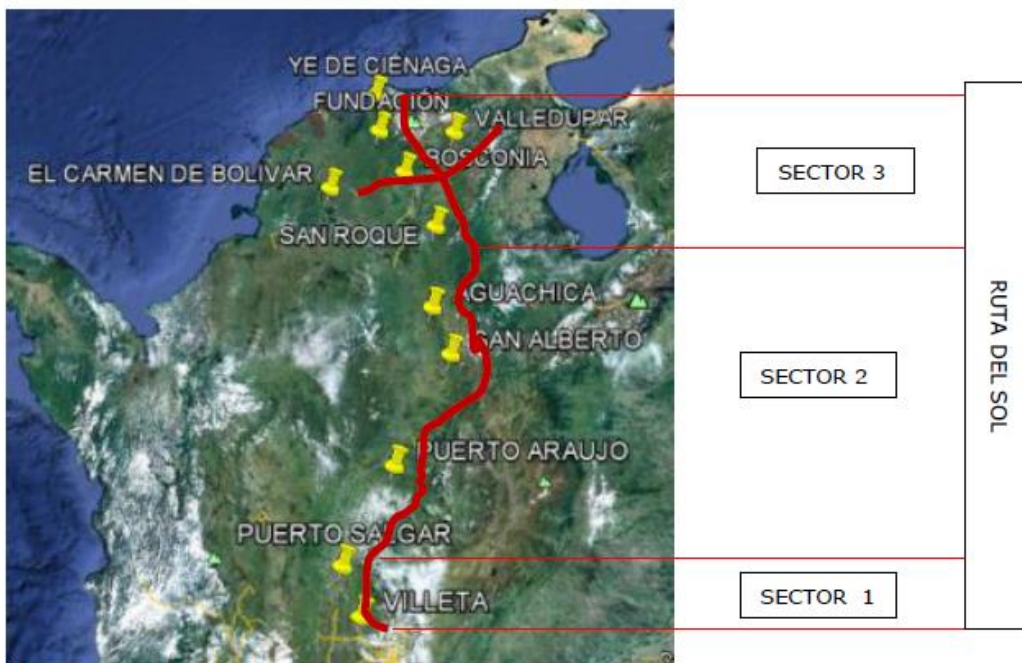 YE DE CIÉNAGA
FUNDACIÓN
VALLEDUPAR
BOSCONIA
EL CARMEN DE BOLIVAR
SAN ROQUE
AGUACHICA
SAN ALBERTO
PUERTO ARAUJO
PUERTO SALGAR
VILLETA
SECTOR 3
SECTOR 2
SECTOR 1
RUTA DEL SOL